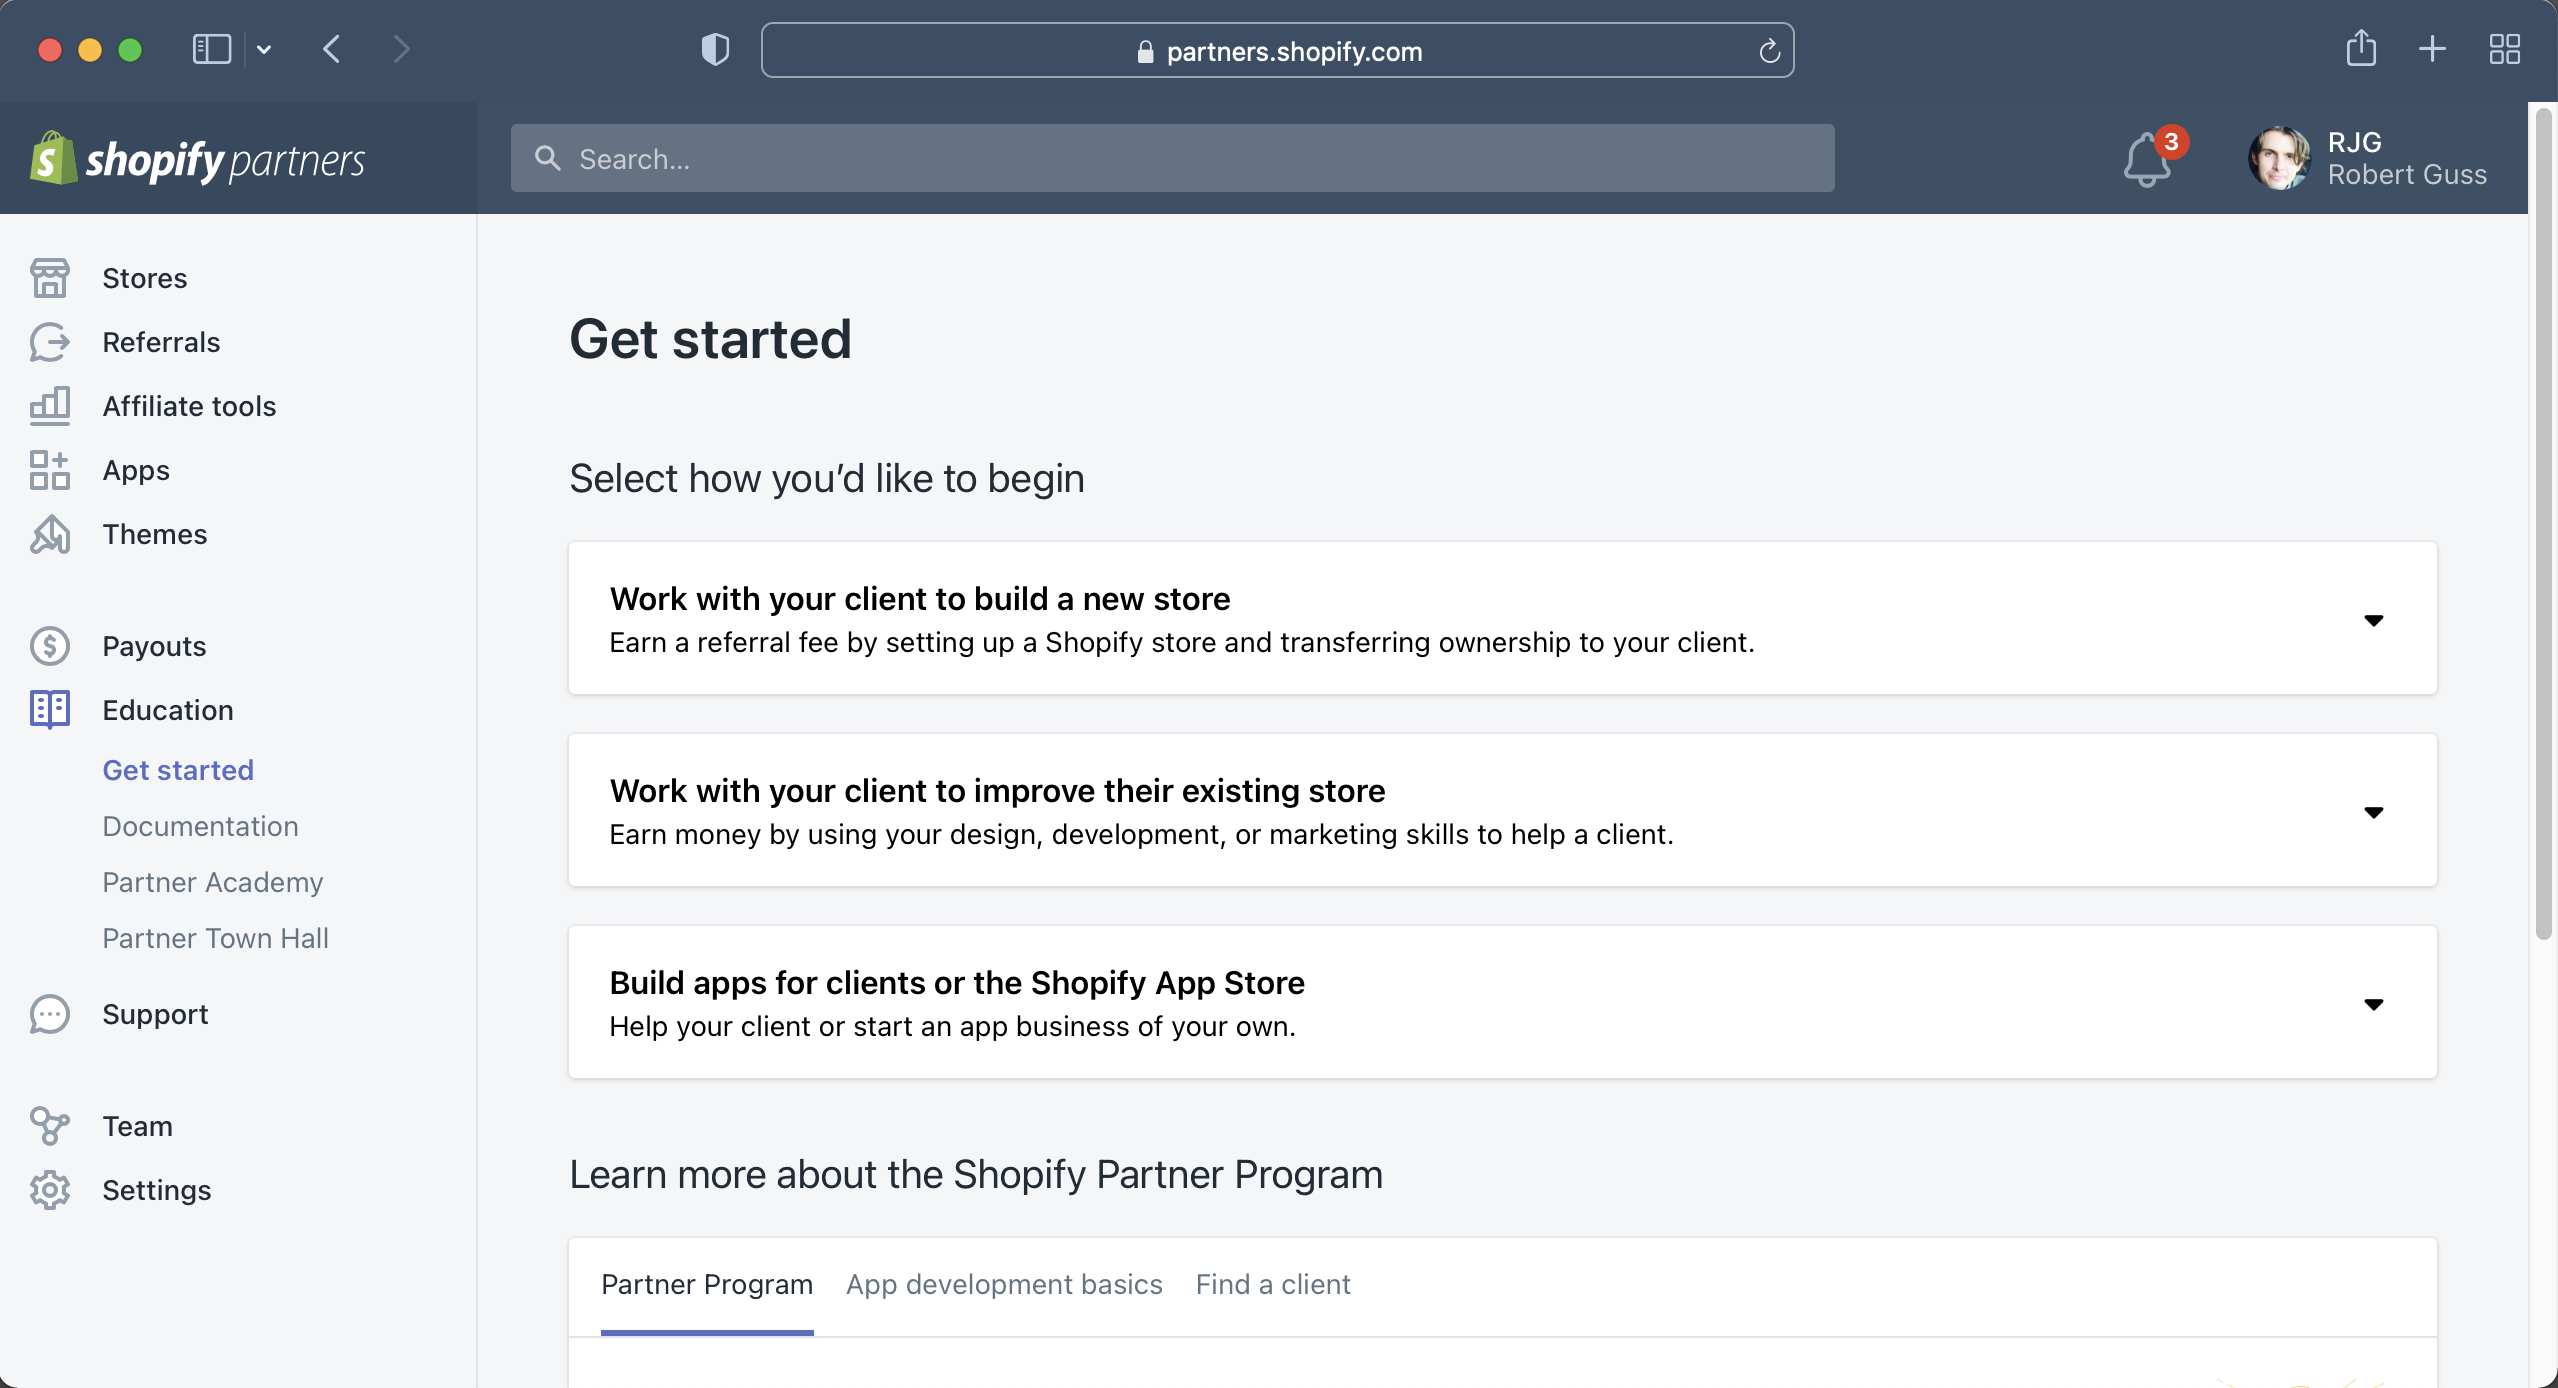 partners.shopify.com
shopify partners
Search...
3
RJG
Robert Guss
Stores
Referrals
Affiliate tools
Apps
Themes
Payouts
Education
Get started
Documentation
Partner Academy
Partner Town Hall
Support
Team
Settings
Get started
Select how you’d like to begin
Work with your client to build a new store
Earn a referral fee by setting up a Shopify store and transferring ownership to your client.
Work with your client to improve their existing store
Earn money by using your design, development, or marketing skills to help a client.
Build apps for clients or the Shopify App Store
Help your client or start an app business of your own.
Learn more about the Shopify Partner Program
Partner Program App development basics Find a client